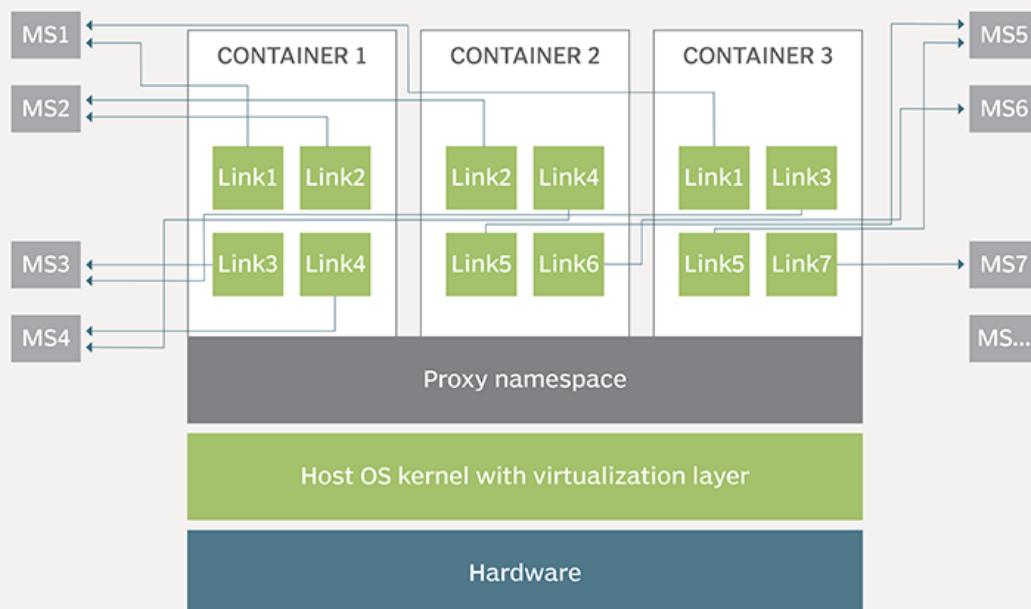 MS1
CONTAINER 1
CONTAINER 2
CONTAINER 3
MS5
MS2
MS6
Link1
Link2
Link2
Link4
Link1
Link3
MS3
Link3
Link4
Link5
Link6
Link5
Link7
MS7
MS4
MS...
Proxy namespace
Host OS kernel with virtualization layer
Hardware